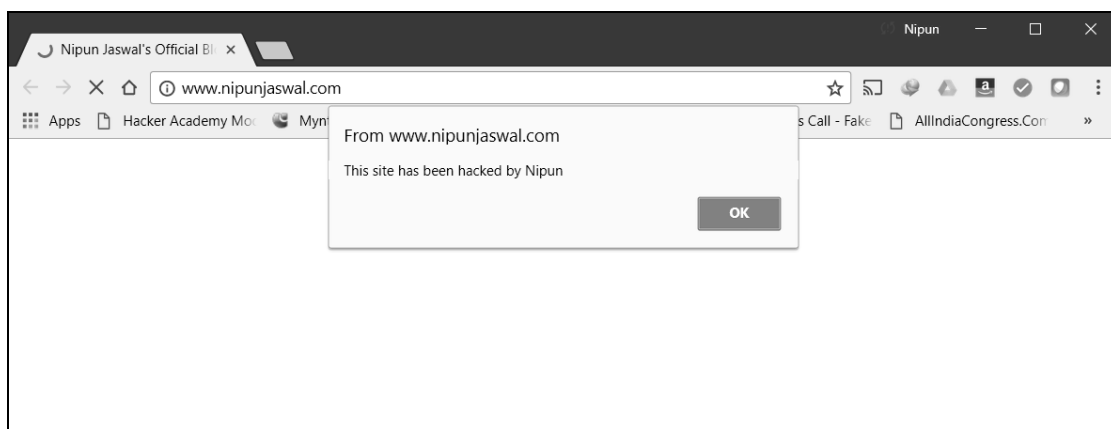 Nipun
Nipun Jaswal's Official Bl
www.nipunjaswal.com
Apps Hacker Academy Mo Myn s Call - Fake AllIndiaCongress.Com »
From www.nipunjaswal.com
This site has been hacked by Nipun
OK